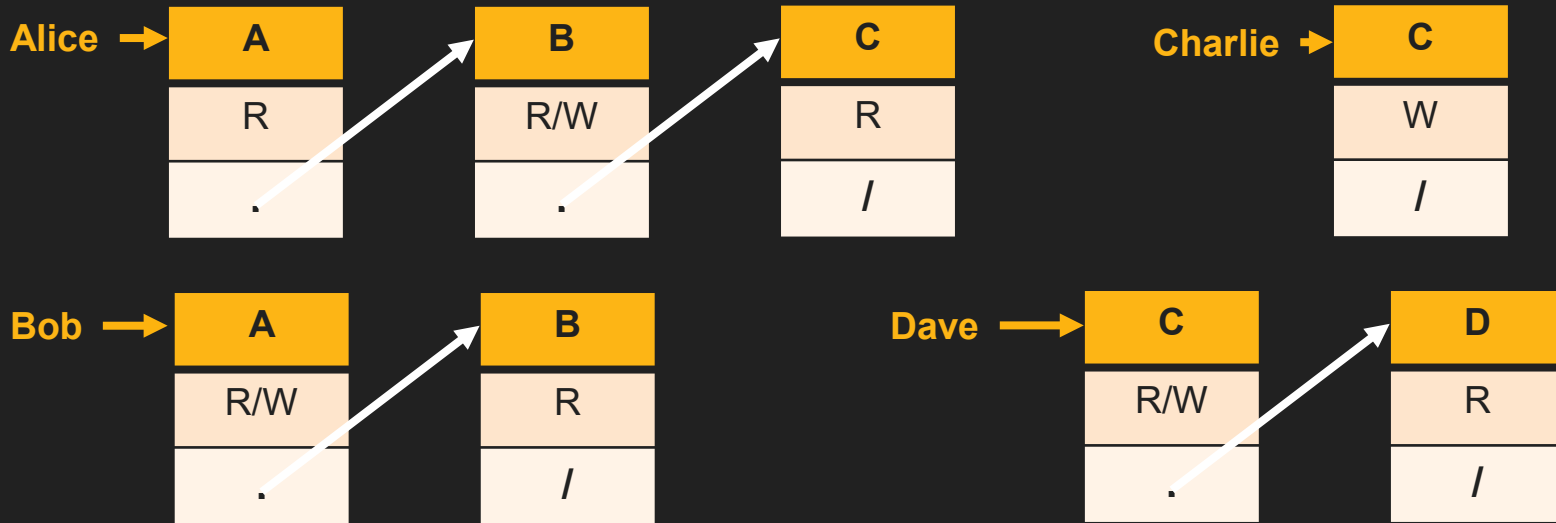 Alice A B C Charlie C
R R/W R W
. . / /
Bob A B Dave C D
R/W R R/W R
. / . /